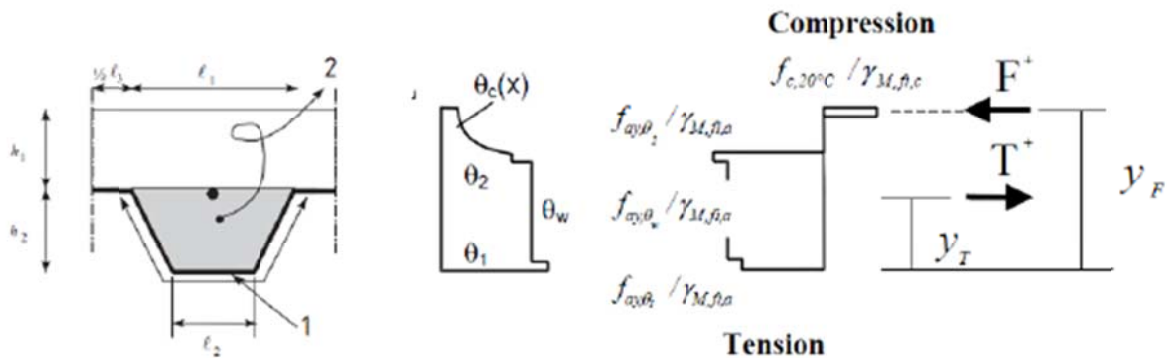 Compression
½ ℓ₃ ℓ₁ 2
h₁
h₂
ℓ₂ 1
θc(x)
θ₂
θw
θ₁
fc,20°C / γM,fi,c
fay,θ₂ / γM,fi,a
fay,θw / γM,fi,a
fay,θ₁ / γM,fi,a
F⁺
T⁺
yF
yT
Tension